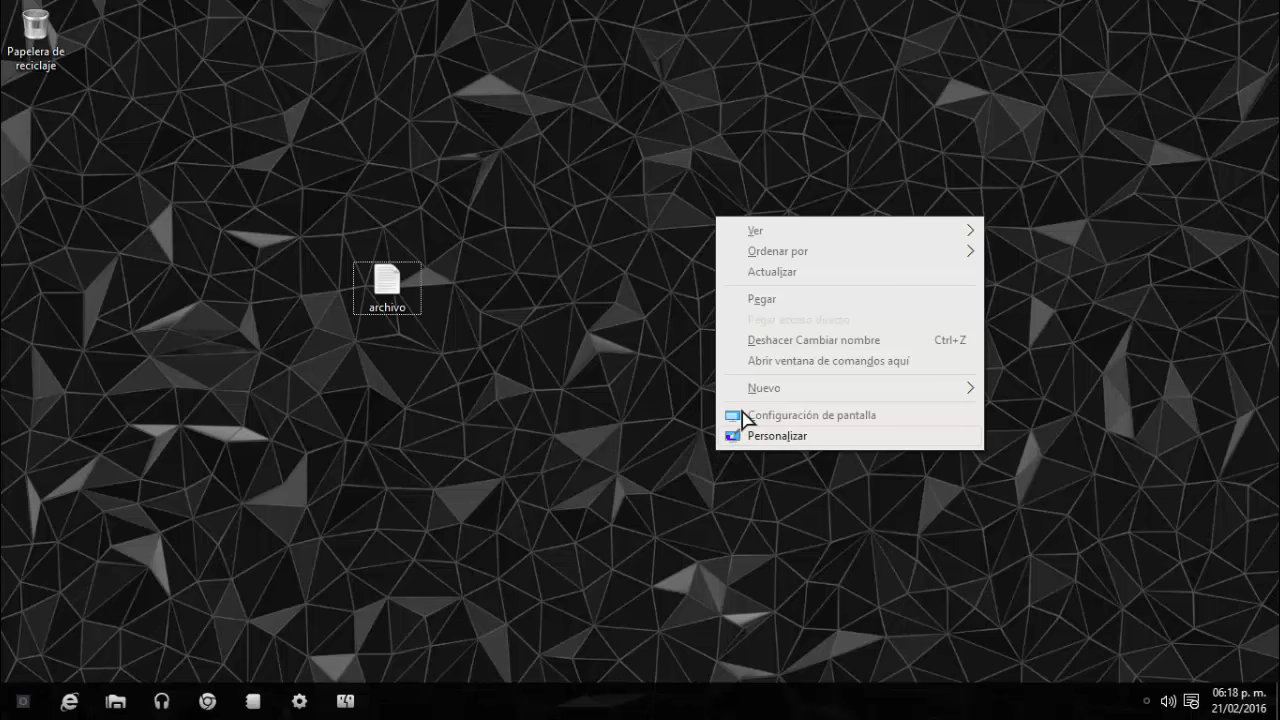 Papelera de
reciclaje
archivo
Ver
Ordenar por
Actualizar
Pegar
Pegar acceso directo
Deshacer Cambiar nombre Ctrl+Z
Abrir ventana de comandos aquí
Nuevo
Configuración de pantalla
Personalizar
06:18 p. m.
21/02/2016